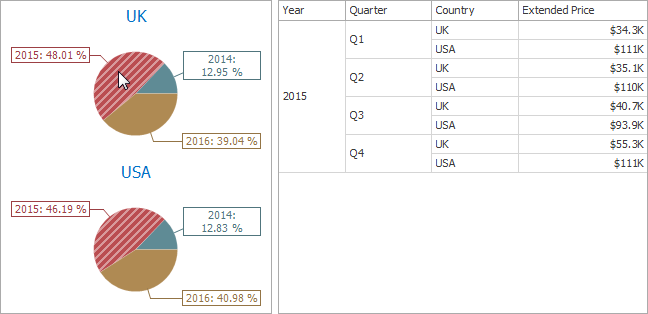 UK
2015: 48.01 %
2014:
12.95 %
2016: 39.04 %
USA
2015: 46.19 %
2014:
12.83 %
2016: 40.98 %
Year Quarter Country Extended Price
2015 Q1 UK $34.3K
USA $111K
Q2 UK $35.1K
USA $110K
Q3 UK $40.7K
USA $93.9K
Q4 UK $55.3K
USA $111K